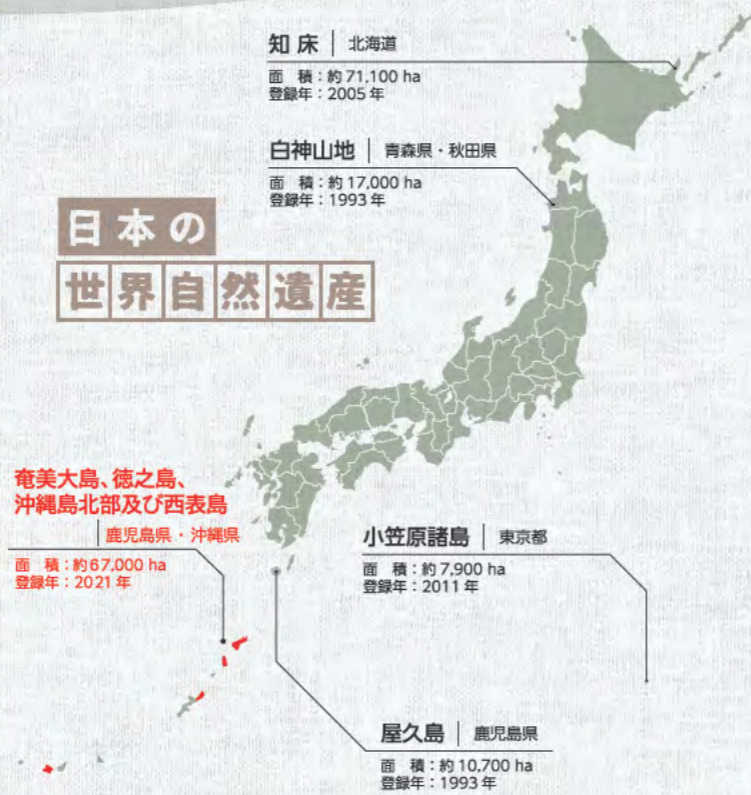 知床 | 北海道
面 積：約71,100 ha
登録年：2005年
白神山地 | 青森県・秋田県
面 積：約17,000 ha
登録年：1993年
日本の
世界自然遺産
奄美大島、徳之島、
沖縄島北部及び西表島
| 鹿児島県・沖縄県
面 積：約67,000 ha
登録年：2021年
小笠原諸島 | 東京都
面 積：約7,900 ha
登録年：2011年
屋久島 | 鹿児島県
面 積：約10,700 ha
登録年：1993年